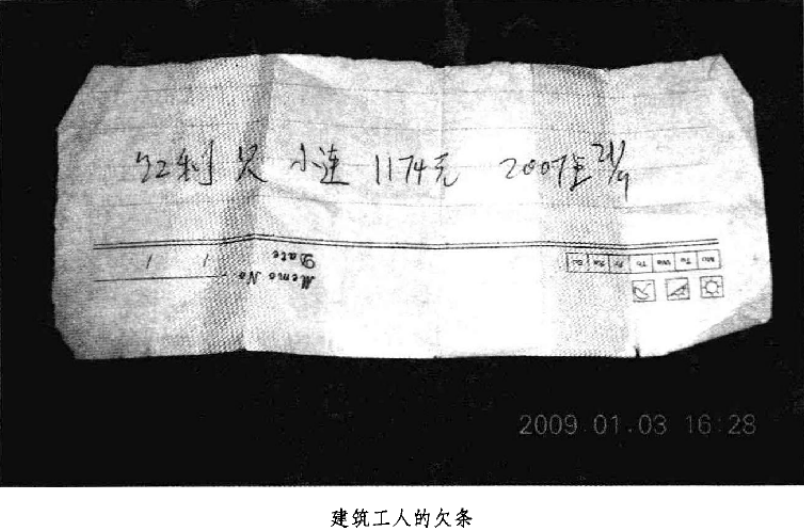 红利欠 小连 1174元 2007年21/9
Date
Memo No
Mo Tu We Th Fr Sa Su
2009 01.03 16:28
建筑工人的欠条